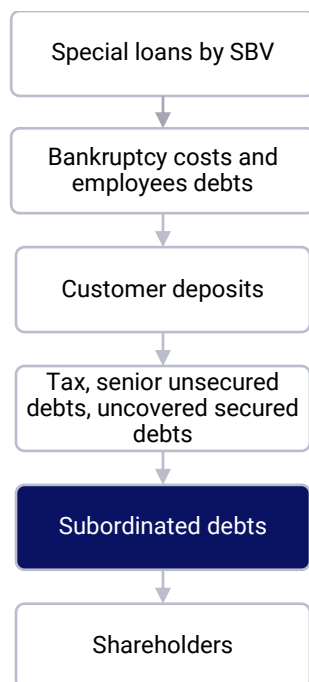 Special loans by SBV
Bankruptcy costs and
employees debts
Customer deposits
Tax, senior unsecured
debts, uncovered secured
debts
Subordinated debts
Shareholders